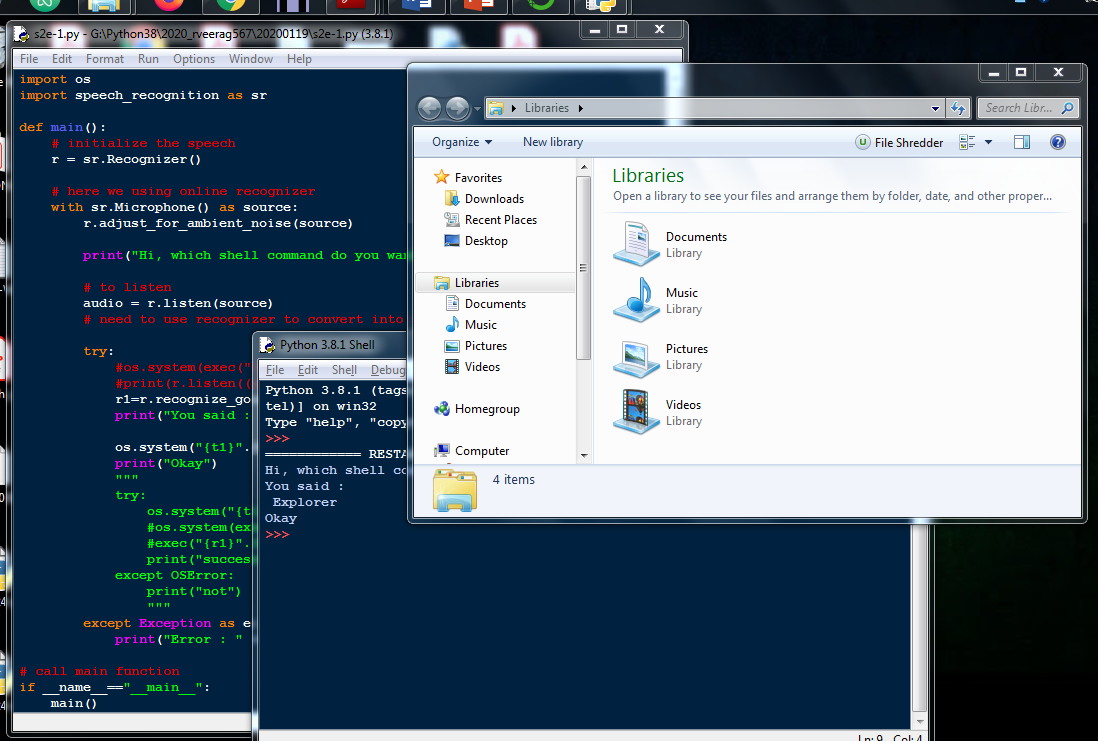 s2e-1.py - G:\Python38\2020_rveerag567\20200119\s2e-1.py (3.8.1)
File Edit Format Run Options Window Help
import os
import speech_recognition as sr
def main():
# initialize the speech
r = sr.Recognizer()
# here we using online recognizer
with sr.Microphone() as source:
r.adjust_for_ambient_noise(source)
print("Hi, which shell command do you wan
# to listen
audio = r.listen(source)
# need to use recognizer to convert into
try:
#os.system(exec("
#print(r.listen((
r1=r.recognize_go
print("You said :
os.system("{t1}".
print("Okay")
"""
try:
os.system("{t
#os.system(ex
#exec("{r1}".
print("succes
except OSError:
print("not")
"""
except Exception as e
print("Error : "
# call main function
if __name__=="__main__":
main()
Python 3.8.1 Shell
File Edit Shell Debug
Python 3.8.1 (tags
tel)] on win32
Type "help", "copy
>>>
============ RESTA
Hi, which shell co
You said :
Explorer
Okay
>>>
Ln: 9 Col: 4
Libraries
Search Libr...
Organize New library File Shredder
Favorites
Downloads
Recent Places
Desktop
Libraries
Documents
Music
Pictures
Videos
Homegroup
Computer
Libraries
Open a library to see your files and arrange them by folder, date, and other proper...
Documents
Library
Music
Library
Pictures
Library
Videos
Library
4 items